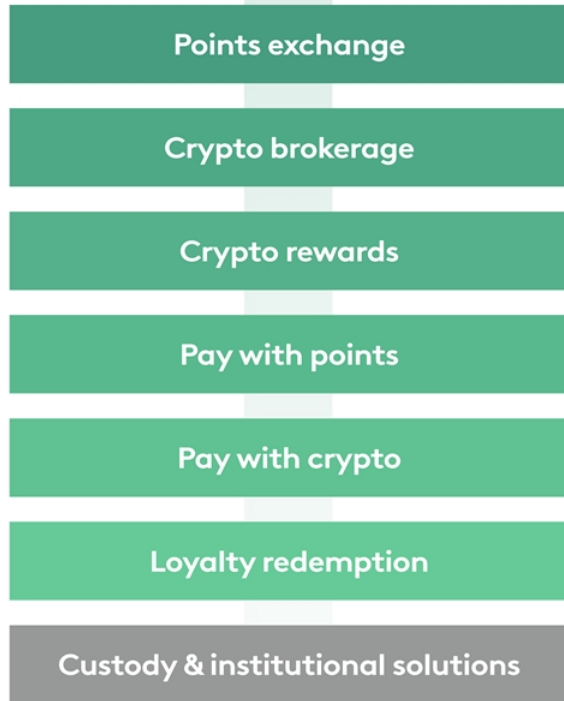 Points exchange
Crypto brokerage
Crypto rewards
Pay with points
Pay with crypto
Loyalty redemption
Custody & institutional solutions